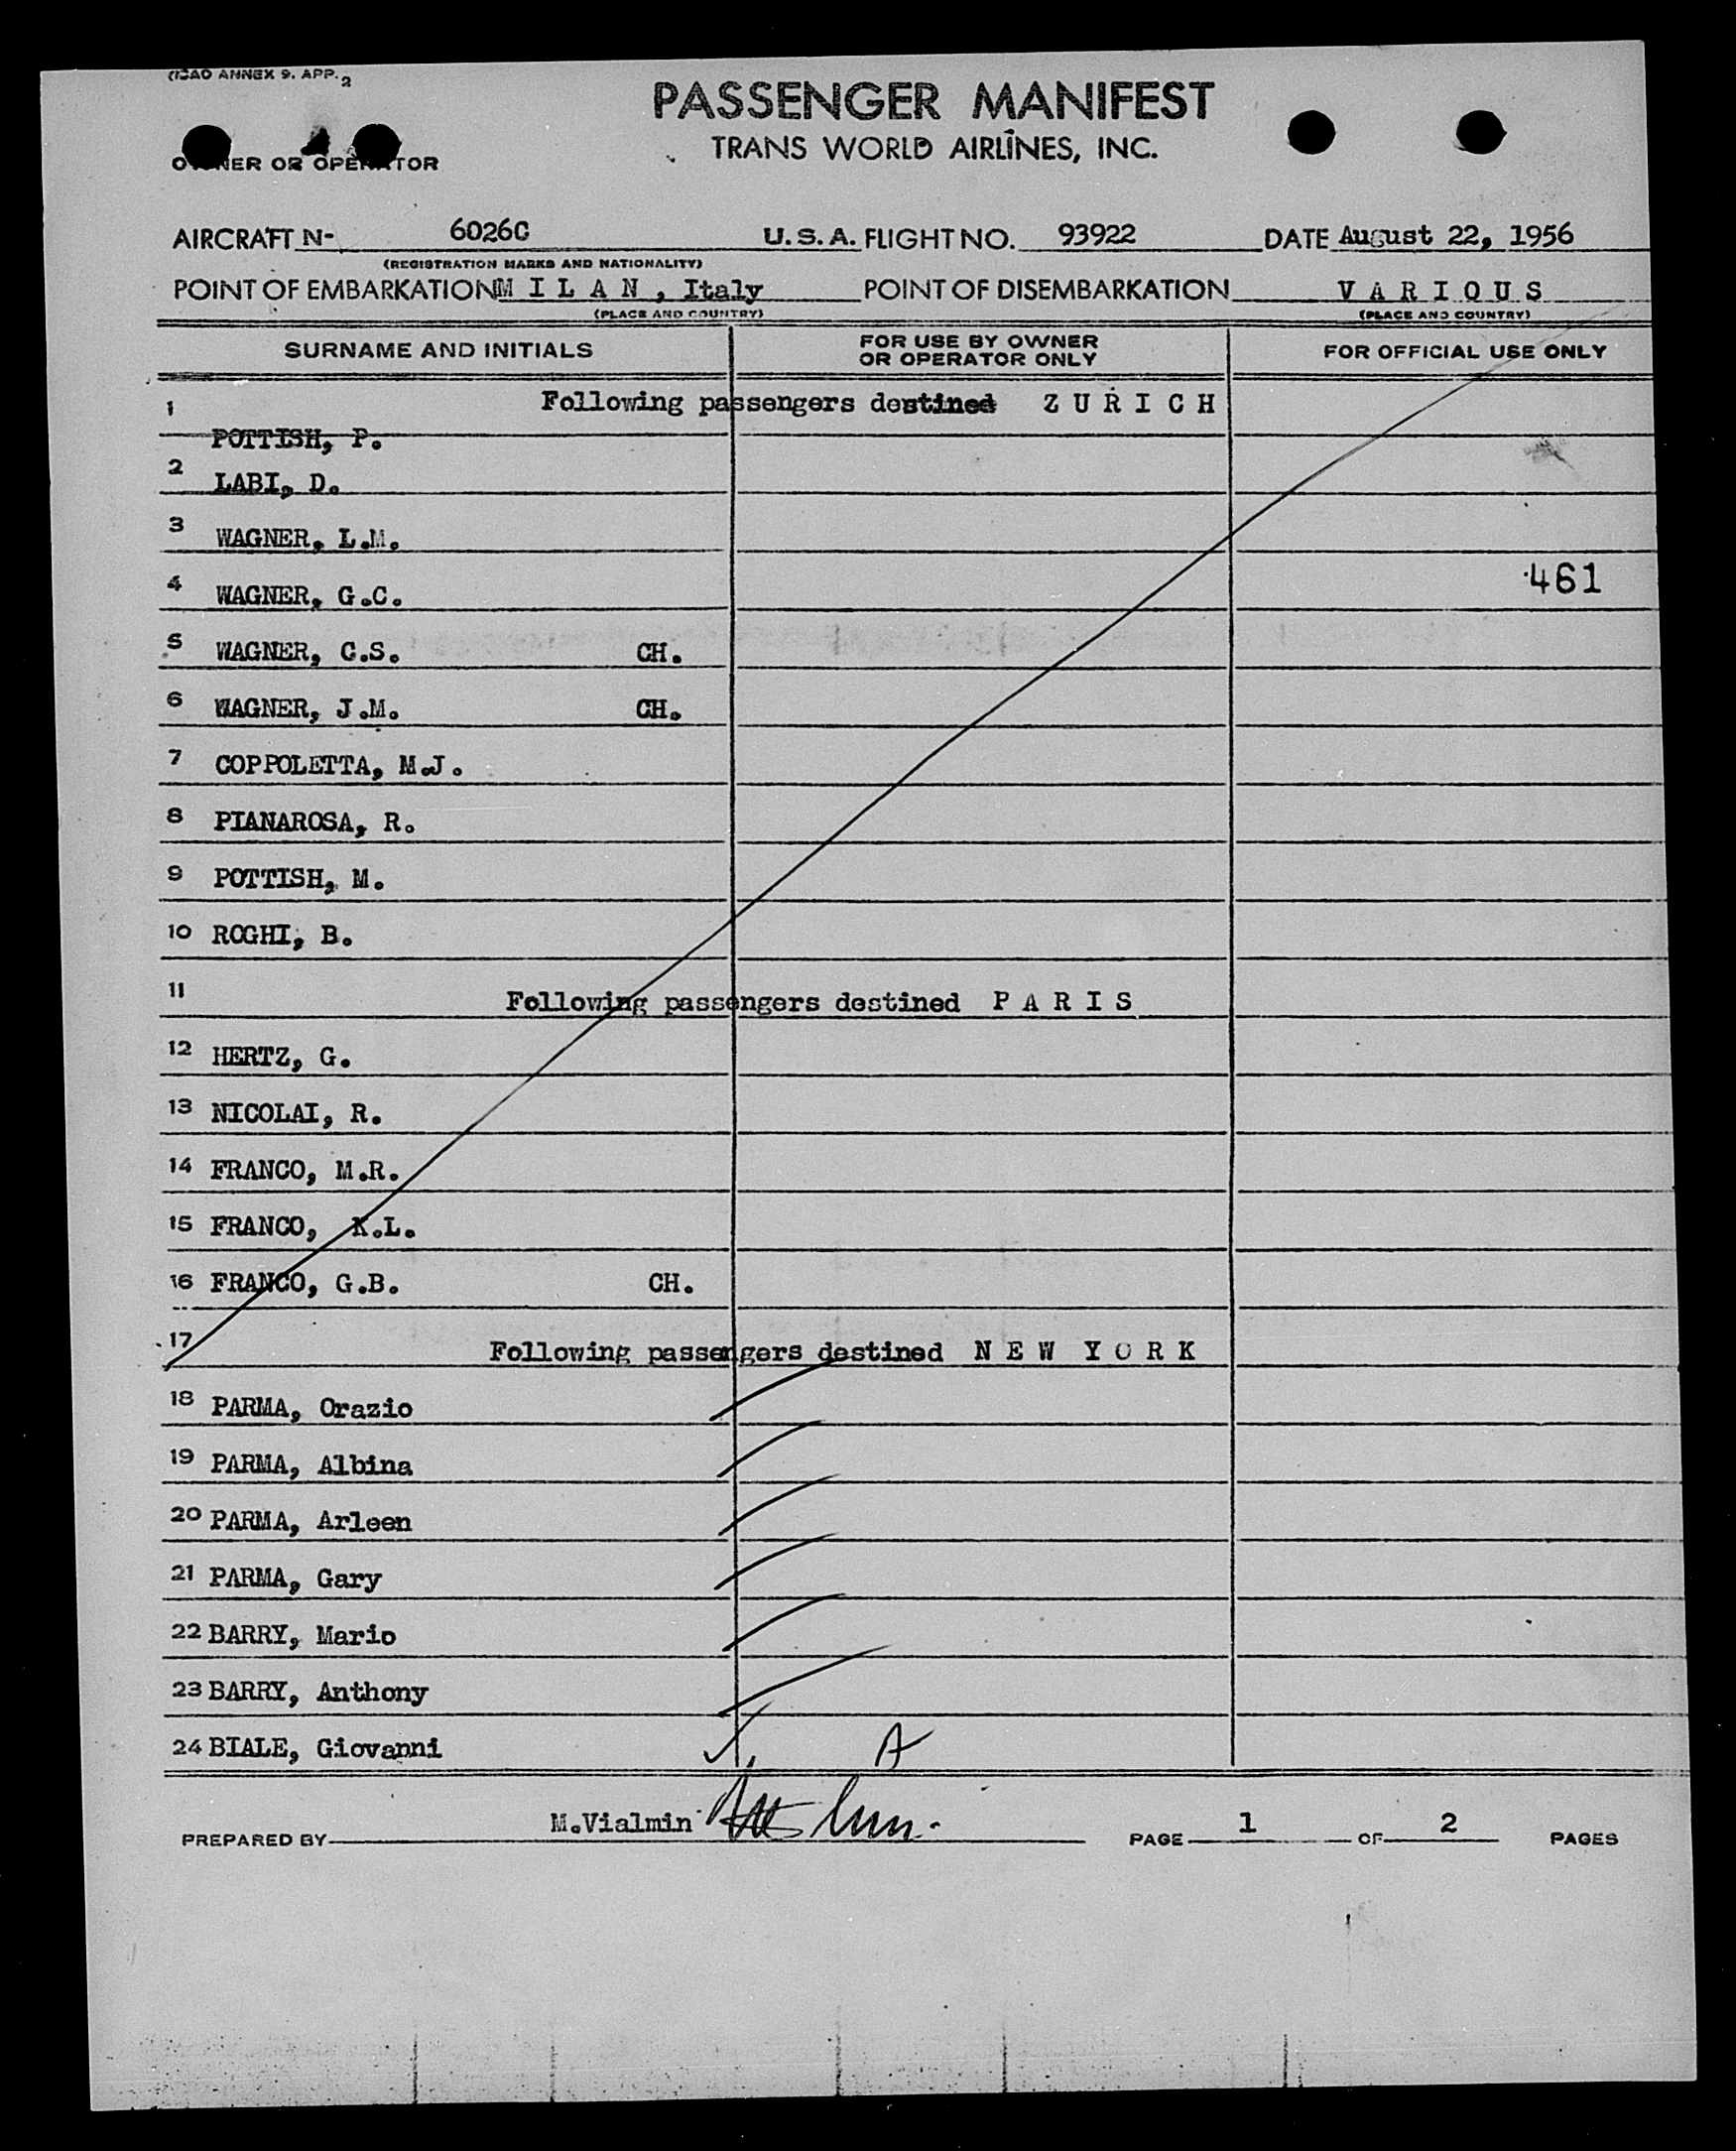 (ICAO ANNEX 9. APP. 2
PASSENGER MANIFEST
TRANS WORLD AIRLINES, INC.
OWNER OR OPERATOR
AIRCRAFT N- 6026C U.S.A. FLIGHT NO. 93922 DATE August 22, 1956
(REGISTRATION MARKS AND NATIONALITY)
POINT OF EMBARKATION M I L A N , Italy POINT OF DISEMBARKATION V A R I O U S
(PLACE AND COUNTRY) (PLACE AND COUNTRY)
SURNAME AND INITIALS FOR USE BY OWNER OR OPERATOR ONLY FOR OFFICIAL USE ONLY
1 Following passengers destined Z U R I C H
POTTISH, P.
2 LABI, D.
3 WAGNER, L.M.
4 WAGNER, G.C. 461
5 WAGNER, C.S. CH.
6 WAGNER, J.M. CH.
7 COPPOLETTA, M.J.
8 PIANAROSA, R.
9 POTTISH, M.
10 ROGHI, B.
11 Following passengers destined P A R I S
12 HERTZ, G.
13 NICOLAI, R.
14 FRANCO, M.R.
15 FRANCO, K.L.
16 FRANCO, G.B. CH.
17 Following passengers destined N E W Y O R K
18 PARMA, Orazio
19 PARMA, Albina
20 PARMA, Arleen
21 PARMA, Gary
22 BARRY, Mario
23 BARRY, Anthony
24 BIALE, Giovanni A
PREPARED BY M.Vialmin PAGE 1 OF 2 PAGES